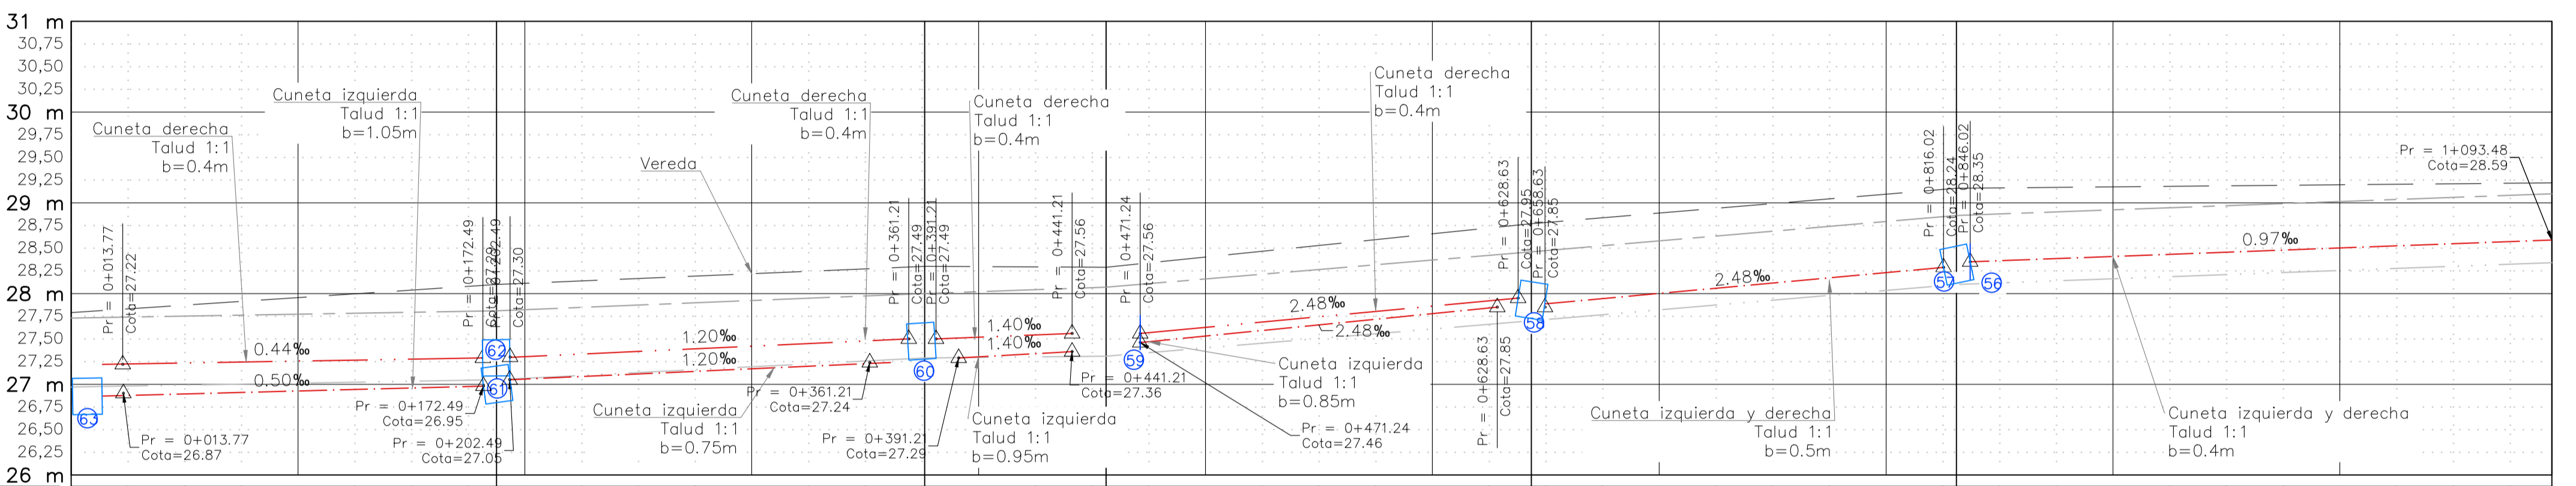 31 m
30,75
30,50
30,25
30 m
29,75
29,50
29,25
29 m
28,75
28,50
28,25
28 m
27,75
27,50
27,25
27 m
26,75
26,50
26,25
26 m
Cuneta derecha
Talud 1:1
b=0.4m
Cuneta izquierda
Talud 1:1
b=1.05m
Vereda
Cuneta derecha
Talud 1:1
b=0.4m
Cuneta derecha
Talud 1:1
b=0.4m
Cuneta derecha
Talud 1:1
b=0.4m
Pr = 0+013.77
Cota=27.22
Pr = 0+172.49
Cota=27.30
Pr = 0+361.21
Cota=27.49
Pr = 0+391.21
Cota=27.49
Pr = 0+441.21
Cota=27.56
Pr = 0+471.24
Cota=27.56
Pr = 0+628.63
Cota=27.95
Pr = 0+658.63
Cota=27.85
Pr = 0+816.02
Cota=28.24
Pr = 0+846.02
Cota=28.35
Pr = 1+093.48
Cota=28.59
0.44‰
0.50‰
1.20‰
1.20‰
1.40‰
1.40‰
2.48‰
2.48‰
2.48‰
0.97‰
63
62
61
60
59
58
57
56
Pr = 0+013.77
Cota=26.87
Pr = 0+172.49
Cota=26.95
Pr = 0+202.49
Cota=27.05
Cuneta izquierda
Talud 1:1
b=0.75m
Pr = 0+361.21
Cota=27.24
Pr = 0+391.21
Cota=27.29
Cuneta izquierda
Talud 1:1
b=0.95m
Pr = 0+441.21
Cota=27.36
Cuneta izquierda
Talud 1:1
b=0.85m
Pr = 0+471.24
Cota=27.46
Pr = 0+628.63
Cota=27.85
Cuneta izquierda y derecha
Talud 1:1
b=0.5m
Cuneta izquierda y derecha
Talud 1:1
b=0.4m